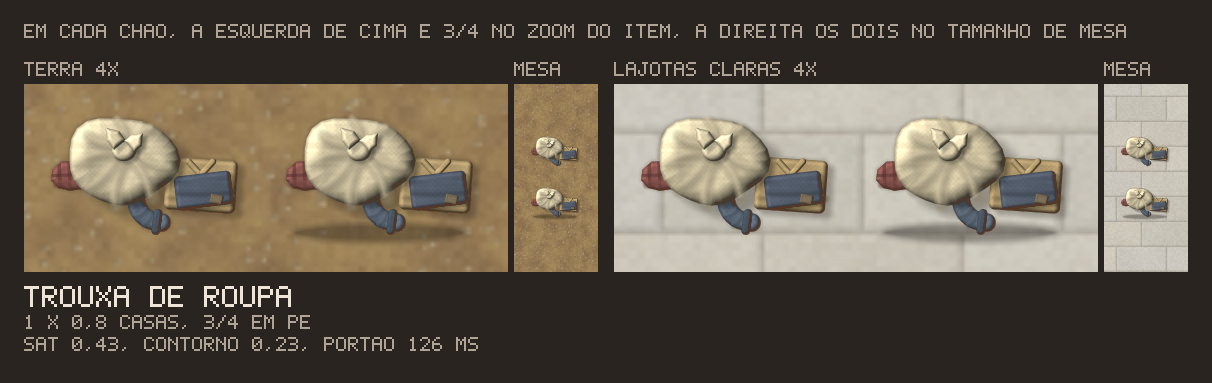 EM CADA CHAO, A ESQUERDA DE CIMA E 3/4 NO ZOOM DO ITEM, A DIREITA OS DOIS NO TAMANHO DE MESA
TERRA 4X MESA LAJOTAS CLARAS 4X MESA
TROUXA DE ROUPA
1 X 0,8 CASAS, 3/4 EM PE
SAT 0,43, CONTORNO 0,23, PORTAO 126 MS